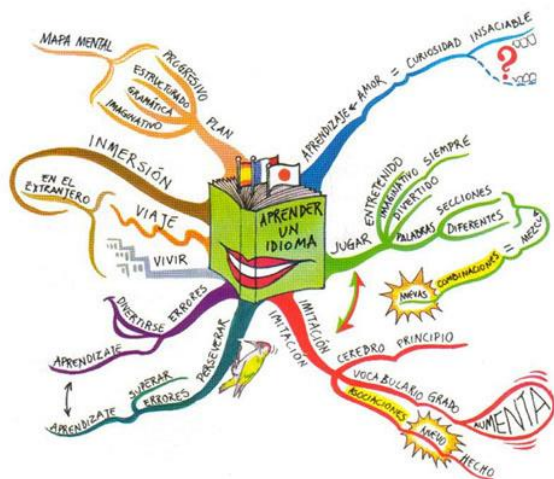 APRENDER
UN
IDIOMA
APRENDIZAJE
AMOR
=
CURIOSIDAD
INSACIABLE
?
JUGAR
ENTRETENIDO
IMAGINATIVO
DIVERTIDO
SIEMPRE
PALABRAS
SECCIONES
DIFERENTES
=
MEZCLA
COMBINACIONES
NUEVAS
IMITACIÓN
IMITACIÓN
CEREBRO
PRINCIPIO
VOCABULARIO
GRADO
AUMENTA
ASOCIACIONES
NUEVO
HECHO
PERSEVERAR
SUPERAR
ERRORES
APRENDIZAJE
ERRORES
DIVERTIRSE
APRENDIZAJE
INMERSIÓN
EN EL
EXTRANJERO
VIAJE
VIVIR
PLAN
PROGRESIVO
ESTRUCTURADO
GRAMÁTICA
IMAGINATIVO
MAPA MENTAL